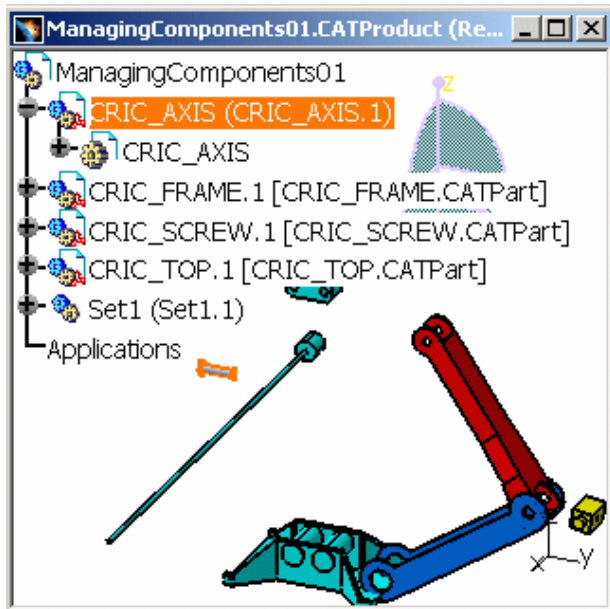 ManagingComponents01.CATProduct (Re...
ManagingComponents01
CRIC_AXIS (CRIC_AXIS.1)
CRIC_AXIS
CRIC_FRAME.1 [CRIC_FRAME.CATPart]
CRIC_SCREW.1 [CRIC_SCREW.CATPart]
CRIC_TOP.1 [CRIC_TOP.CATPart]
Set1 (Set1.1)
Applications
z
x
y